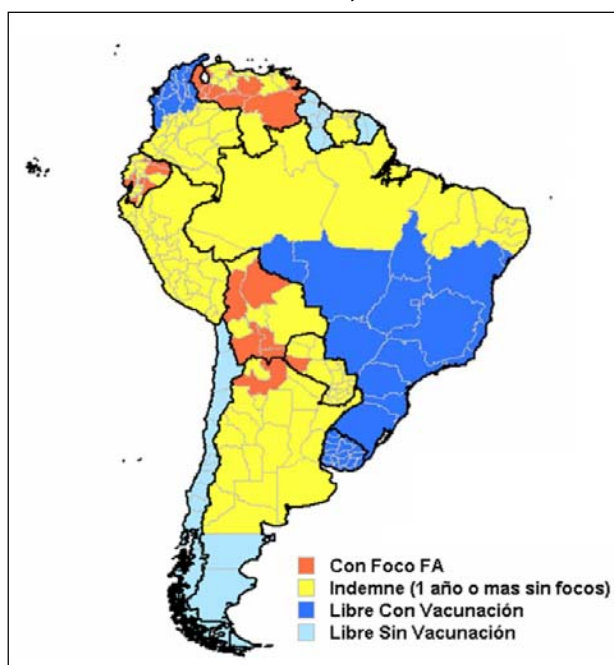 Con Foco FA
Indemne (1 año o mas sin focos)
Libre Con Vacunación
Libre Sin Vacunación